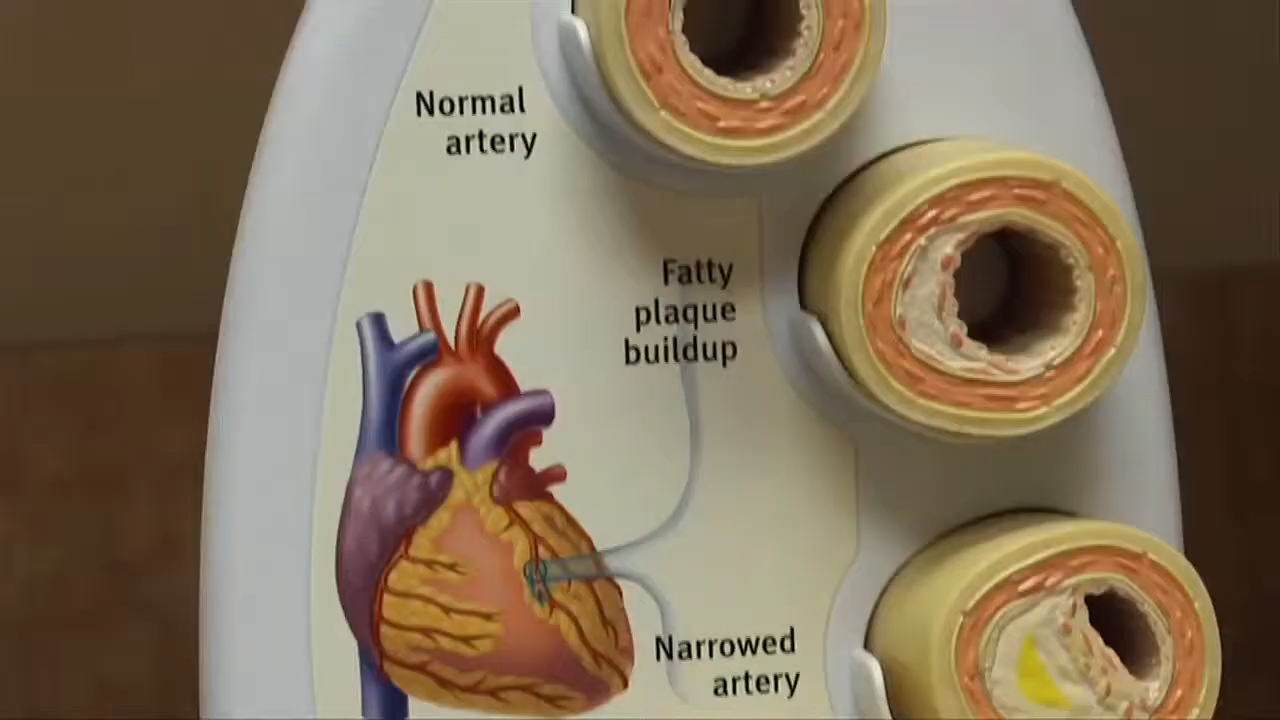 Normal
artery
Fatty
plaque
buildup
Narrowed
artery